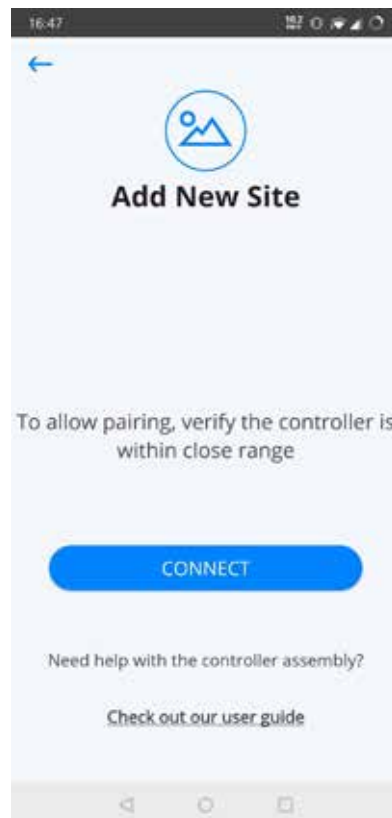 16:47
Add New Site
To allow pairing, verify the controller is
within close range
CONNECT
Need help with the controller assembly?
Check out our user guide